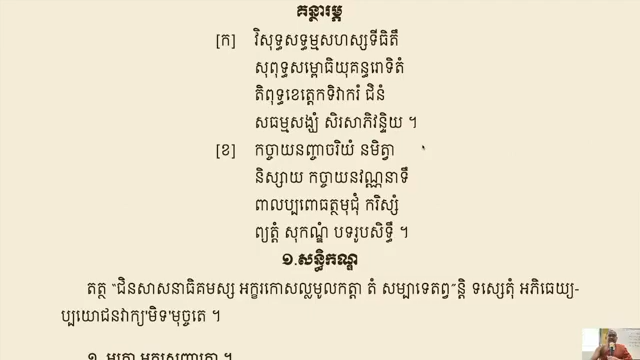 គន្ថារម្ភ
[ក] វិសុទ្ធសទ្ធម្មសហស្សទីធិតឹ
សុពុទ្ធសម្ពោធិយុគន្ធរោទិតំ
តិពុទ្ធខេត្តេកទិវាករំ ជិនំ
សធម្មសង្ឃំ សិរសាភិវន្ទិយ ។
[ខ] កច្ចាយនញ្ចាចរិយំ នមិត្វា
និស្សាយ កច្ចាយនវណ្ណនាទឹ
ពាលប្បពោធត្ថមុជុំ ករិស្សំ
ព្យត្តំ សុកណ្ឌំ បទរូបសិទ្ធឹ ។
១.សន្ធិកណ្ឌ
តត្ថ “ជិនសាសនាធិគមស្ស អក្ខរកោសល្លមូលកត្តា តំ សម្បាទេតព្វ”ន្តិ ទស្សេតុំ អភិធេយ្យ-
ប្បយោជនវាក្យ'មិទ'មុច្ចតេ ។